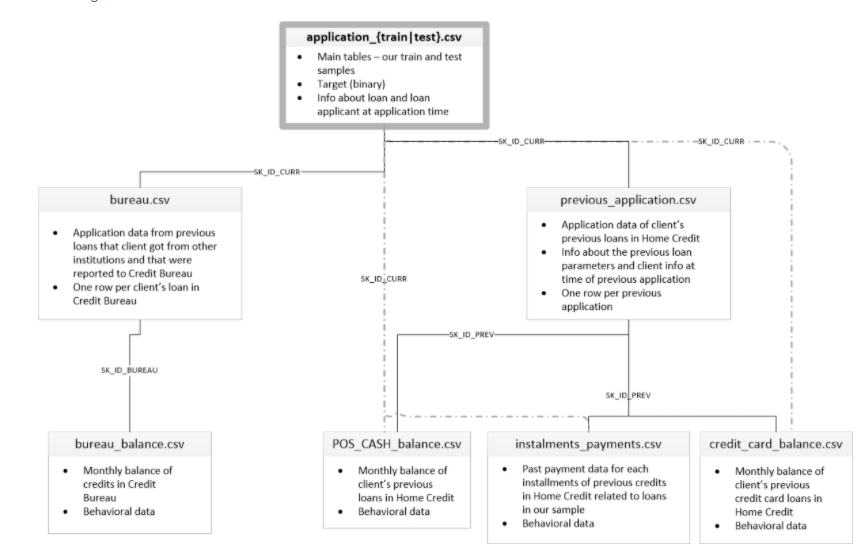 application_{train|test}.csv
• Main tables – our train and test
samples
• Target (binary)
• Info about loan and loan
applicant at application time
SK_ID_CURR
SK_ID_CURR
SK_ID_CURR
bureau.csv
• Application data from previous
loans that client got from other
institutions and that were
reported to Credit Bureau
• One row per client's loan in
Credit Bureau
previous_application.csv
• Application data of client's
previous loans in Home Credit
• Info about the previous loan
parameters and client info at
time of previous application
• One row per previous
application
SK_ID_CURR
SK_ID_PREV
SK_ID_BUREAU
SK_ID_PREV
bureau_balance.csv
• Monthly balance of
credits in Credit
Bureau
• Behavioral data
POS_CASH_balance.csv
• Monthly balance of
client's previous
loans in Home Credit
• Behavioral data
instalments_payments.csv
• Past payment data for each
installments of previous credits
in Home Credit related to loans
in our sample
• Behavioral data
credit_card_balance.csv
• Monthly balance of
client's previous
credit card loans in
Home Credit
• Behavioral data